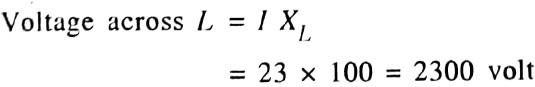 Voltage across L = I X_L
= 23 × 100 = 2300 volt